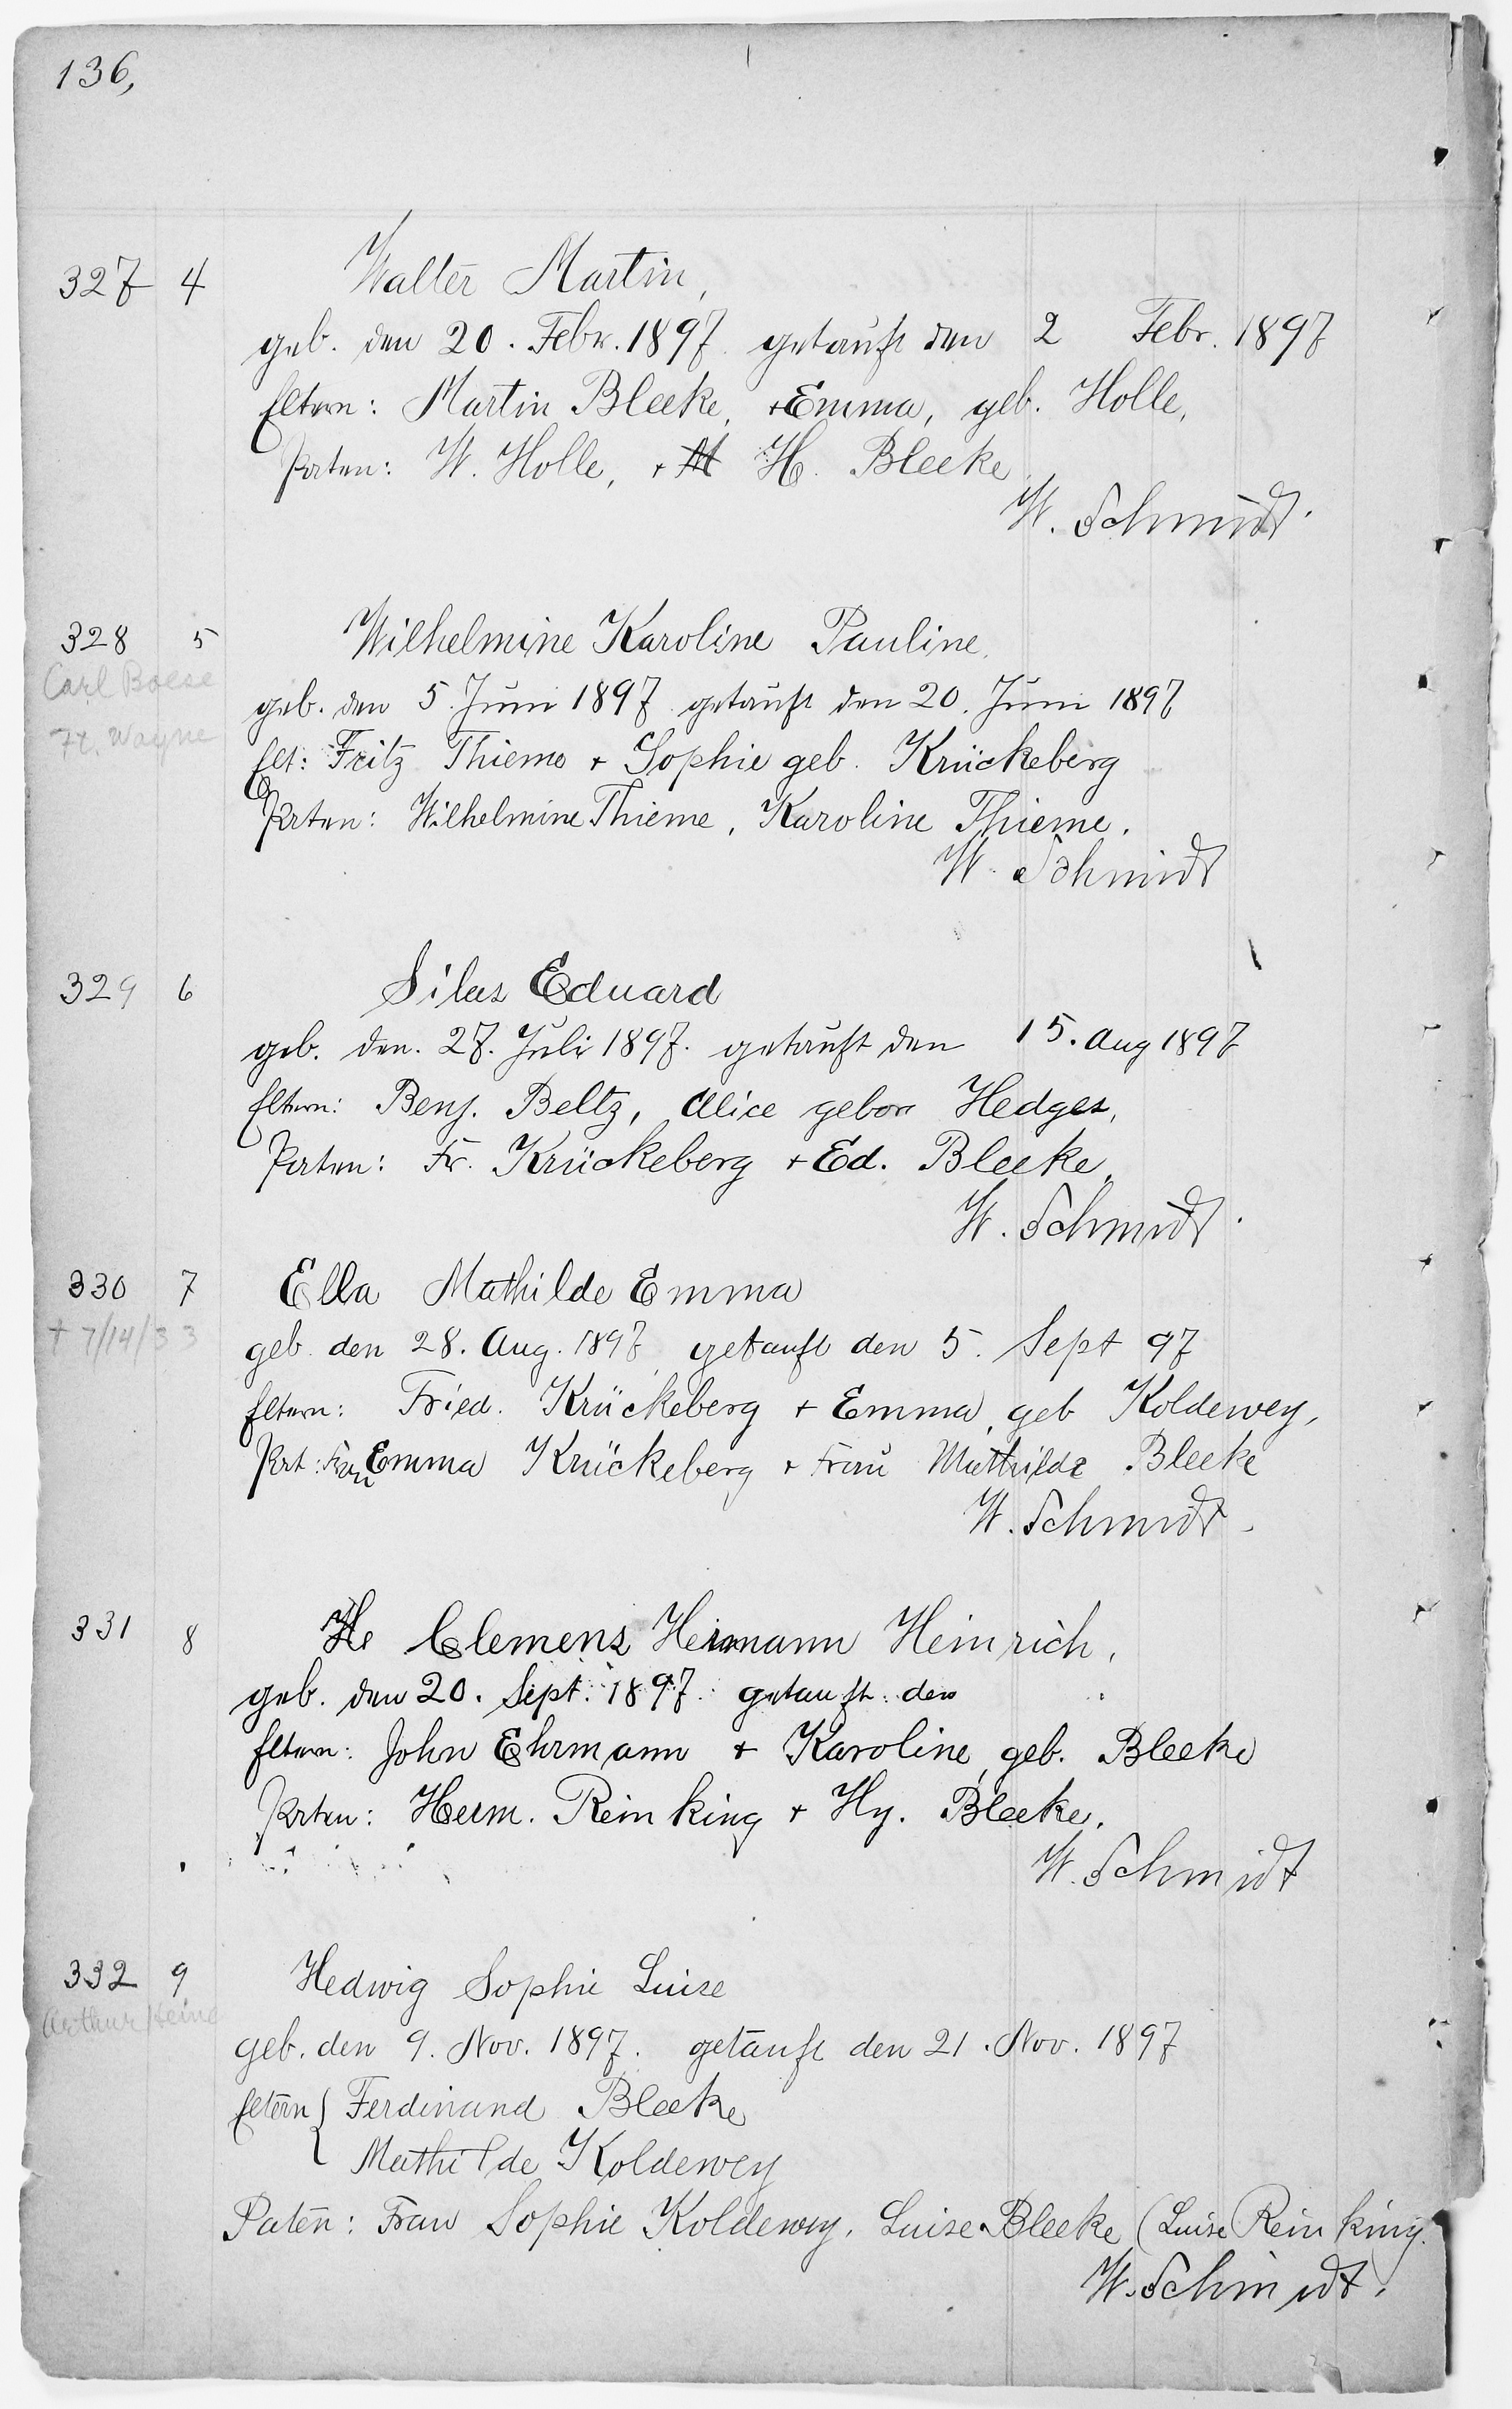 136,
327 4 Walter Martin,
geb. den 20. Febr. 1897 getauft den 2 Febr. 1897
Eltern: Martin Bleeke, + Emma, geb. Holle,
Paten: W. Holle, + M H. Bleeke
W. Schmidt.
328 5 Wilhelmine Karoline Pauline.
Carl Boese
geb. den 5. Juni 1897 getauft den 20. Juni 1897
Ft. Wayne
Elt: Fritz Thieme + Sophie geb. Krückeberg
Paten: Wilhelmine Thieme, Karoline Thieme.
W. Schmidt
329 6 Silas Eduard
geb. den. 27. Juli 1897. getauft den 15. Aug 1897
Eltern: Benj. Beltz, Alice gebor Hedges,
Paten: Fr. Krückeberg + Ed. Bleeke,
W. Schmidt.
330 7 Ella Mathilde Emma
† 7/14/33
geb. den 28. Aug. 1897 getauft den 5. Sept 97
Eltern: Fried. Krückeberg + Emma, geb Koldewey,
Pat: Frau Emma Krückeberg + Frau Mathilde Bleeke
W. Schmidt.
331 8 He Clemens Hermann Heinrich,
geb. den 20. Sept. 1897. getauft den
Eltern: John Ehrmann + Karoline, geb. Bleeke
Paten: Herm. Reinking + Hy. Bleeke.
W. Schmidt
332 9 Hedwig Sophie Luise
Arthur Heine
geb. den 9. Nov. 1897. getauft den 21. Nov. 1897
Eltern { Ferdinand Bleeke
Mathilde Koldewey
Paten: Frau Sophie Koldewey, Luise Bleeke (Luise Reinking.
W. Schmidt.